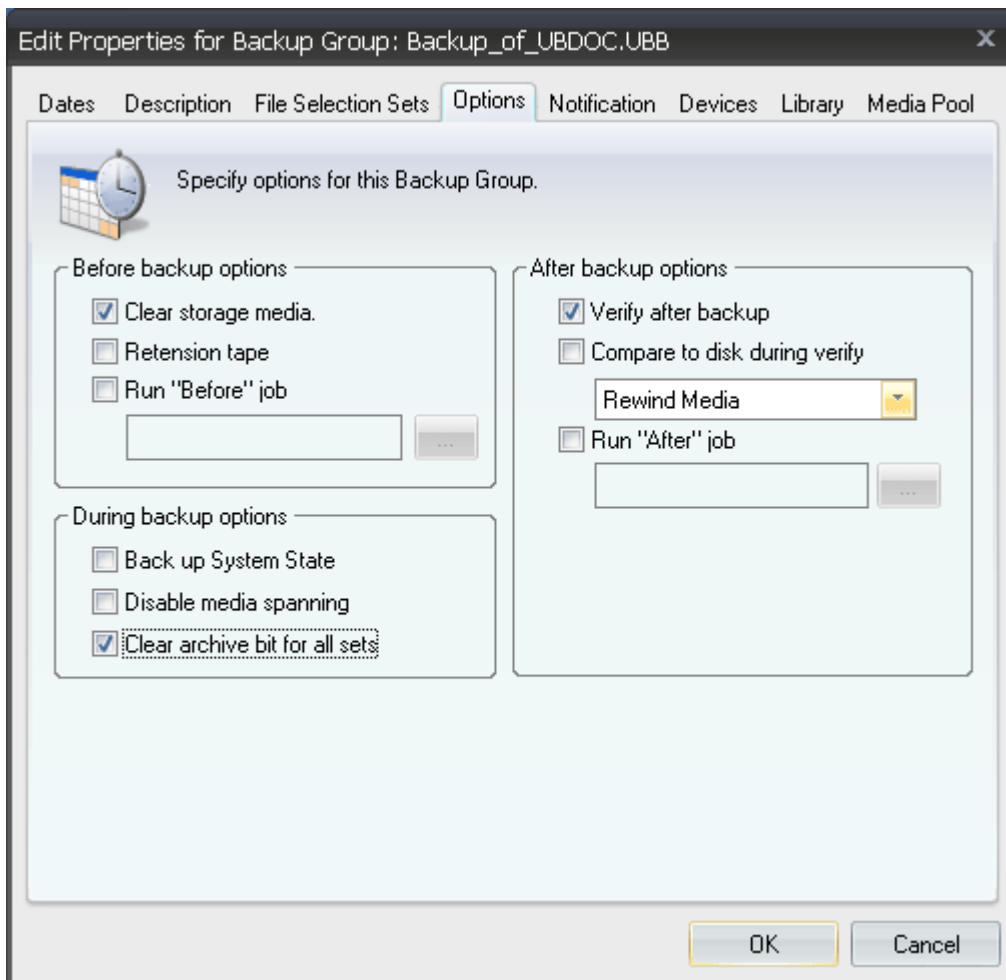 Edit Properties for Backup Group: Backup_of_UBDOC.UBB
Dates Description File Selection Sets Options Notification Devices Library Media Pool
Specify options for this Backup Group.
Before backup options
Clear storage media.
Retension tape
Run "Before" job
...
During backup options
Back up System State
Disable media spanning
Clear archive bit for all sets
After backup options
Verify after backup
Compare to disk during verify
Rewind Media
Run "After" job
...
OK Cancel